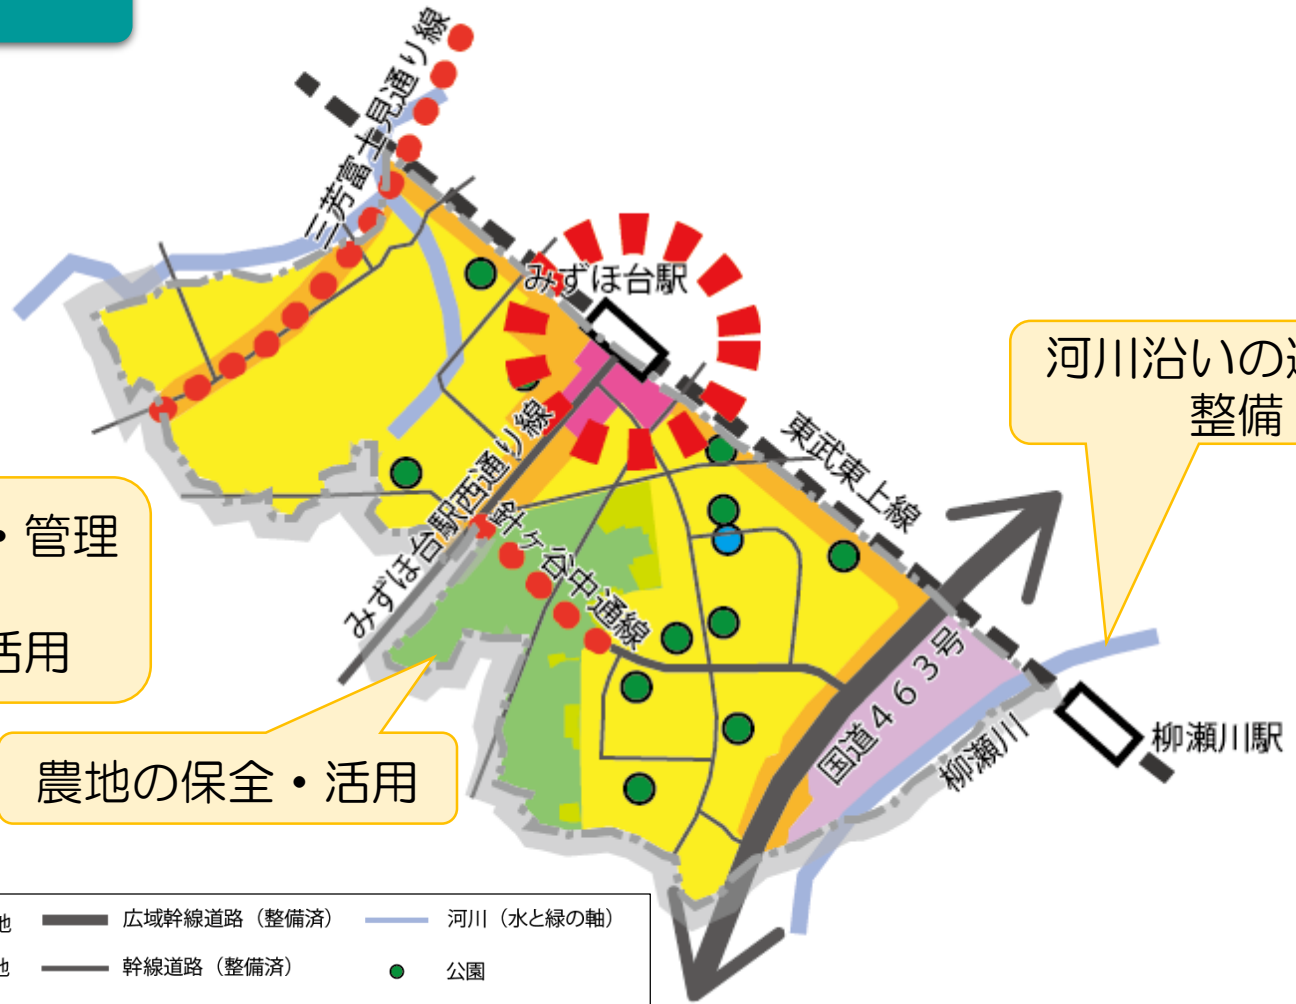 三芳富士見通り線
みずほ台駅
河川沿いの
整備
東武東上線
みずほ台駅西通り線
・管理
針ヶ谷中通線
活用
国道４６３号
柳瀬川
柳瀬川駅
農地の保全・活用
地
広域幹線道路（整備済）
河川（水と緑の軸）
地
幹線道路（整備済）
公園